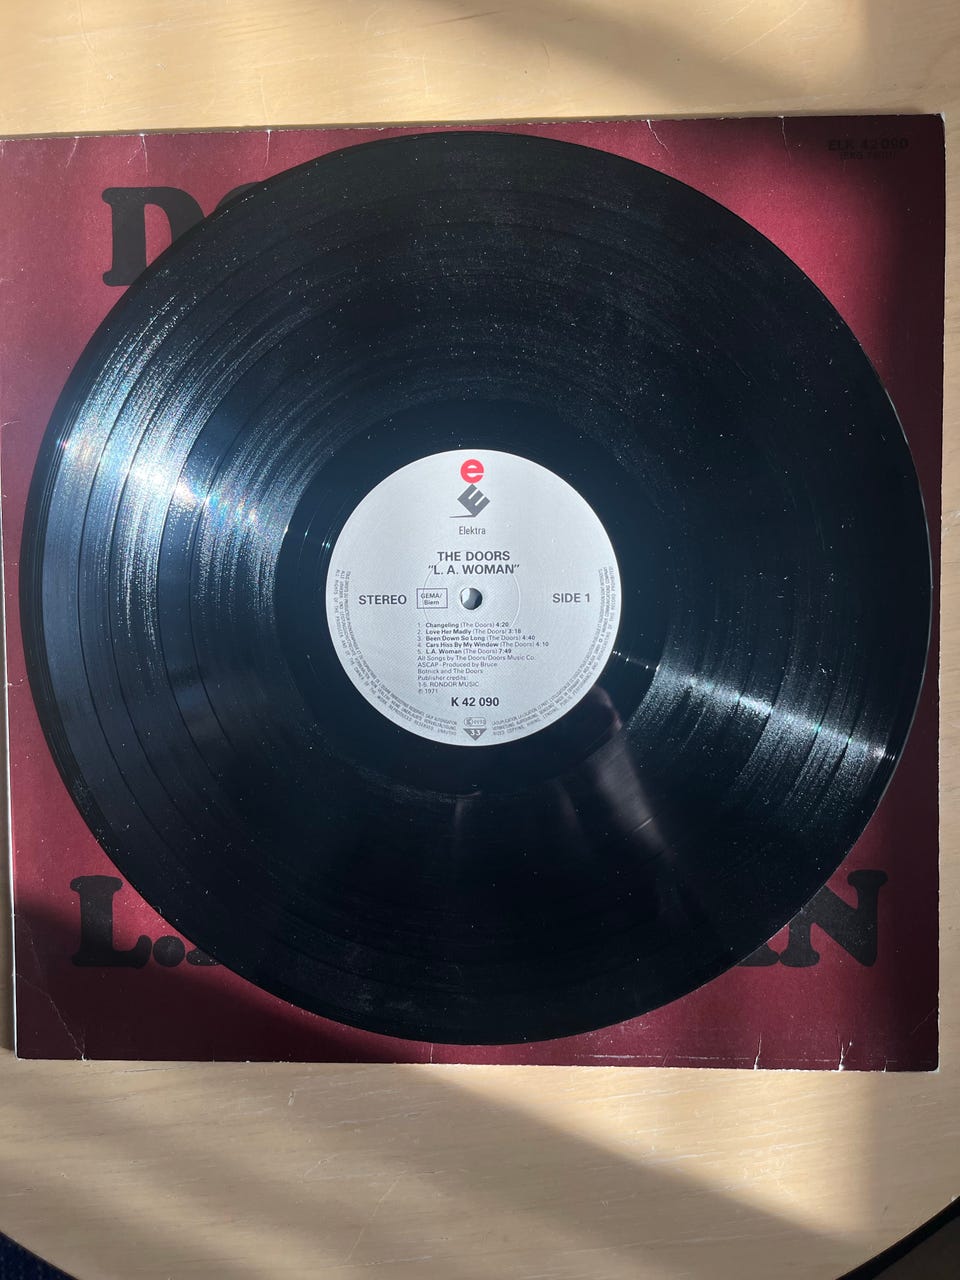 ELK 42 090
D
e
E
Elektra
THE DOORS
"L. A. WOMAN"
STEREO
GEMA/
Biem
SIDE 1
1. Changeling (The Doors) 4:20
2. Love Her Madly (The Doors) 3:18
3. Been Down So Long (The Doors) 4:40
4. Cars Hiss By My Window (The Doors) 4:10
5. L.A. Woman (The Doors) 7:49
All Songs by The Doors/Doors Music Co.
ASCAP - Produced by Bruce
Botnick and The Doors
Publisher credits:
1-5. RONDOR MUSIC
℗ 1971
K 42 090
33
L.A
AN